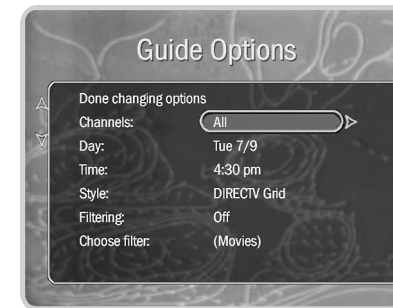 Guide Options
Done changing options
Channels: All
Day: Tue 7/9
Time: 4:30 pm
Style: DIRECTV Grid
Filtering: Off
Choose filter: (Movies)